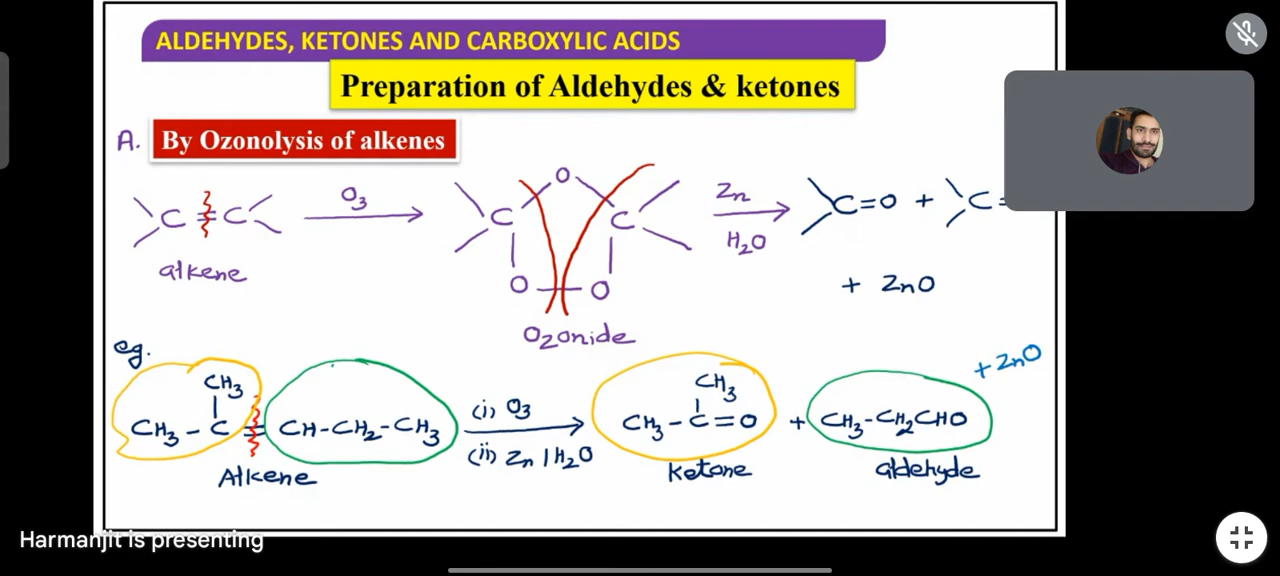 ALDEHYDES, KETONES AND CARBOXYLIC ACIDS
Preparation of Aldehydes & ketones
A. By Ozonolysis of alkenes
C = C
O3
C O C
O O
Zn
H2O
C=O + C=
alkene
+ ZnO
Ozonide
eg.
+ ZnO
CH3
CH3 - C = CH-CH2-CH3
(i) O3
(ii) Zn | H2O
CH3
CH3 - C = O + CH3-CH2CHO
Alkene
Ketone
aldehyde
Harmanjit is presenting